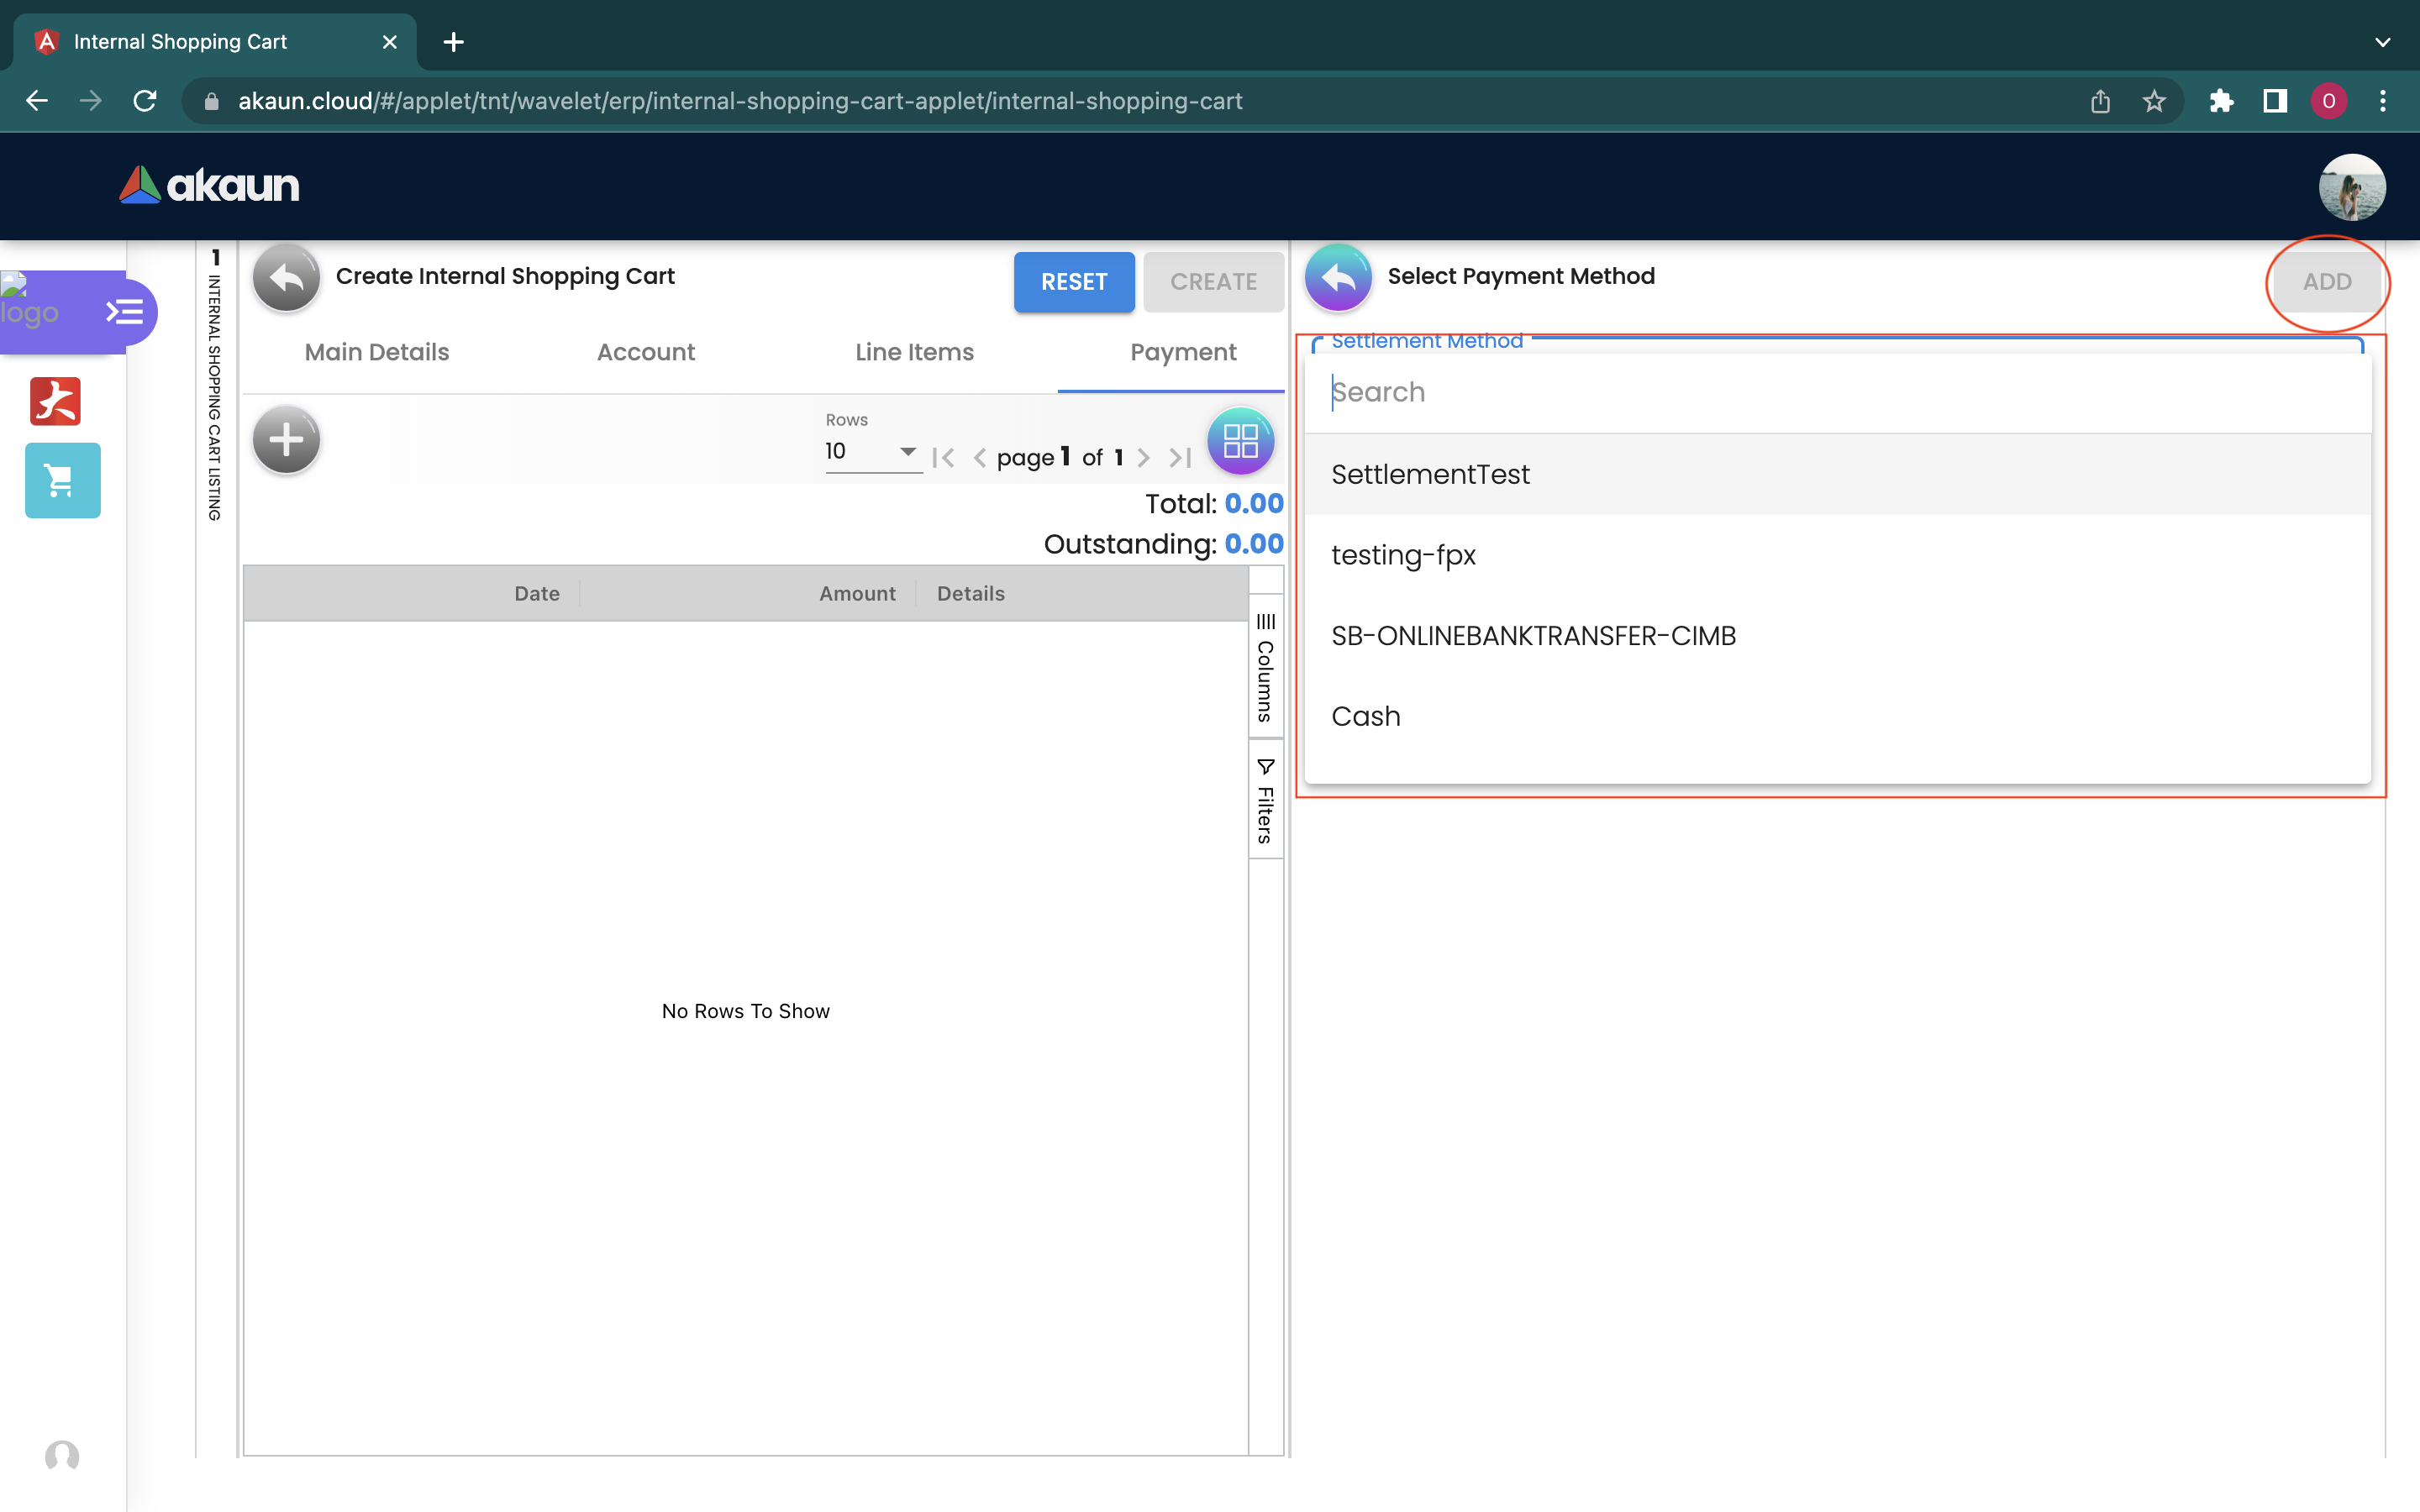 Internal Shopping Cart
akaun.cloud/#/applet/tnt/wavelet/erp/internal-shopping-cart-applet/internal-shopping-cart
O
akaun
logo
1 INTERNAL SHOPPING CART LISTING
Create Internal Shopping Cart
RESET
CREATE
Main Details
Account
Line Items
Payment
Rows
10
page 1 of 1
Total: 0.00
Outstanding: 0.00
Date
Amount
Details
Columns
Filters
No Rows To Show
Select Payment Method
ADD
Settlement Method
Search
SettlementTest
testing-fpx
SB-ONLINEBANKTRANSFER-CIMB
Cash